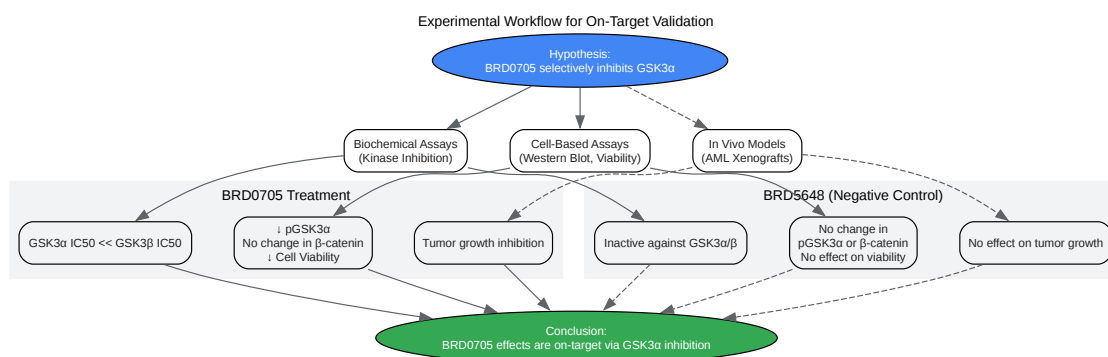 Experimental Workflow for On-Target Validation
Hypothesis:
BRD0705 selectively inhibits GSK3α
Biochemical Assays
(Kinase Inhibition)
Cell-Based Assays
(Western Blot, Viability)
In Vivo Models
(AML Xenografts)
BRD0705 Treatment
GSK3α IC50 << GSK3β IC50
↓ pGSK3α
No change in β-catenin
↓ Cell Viability
Tumor growth inhibition
BRD5648 (Negative Control)
Inactive against GSK3α/β
No change in
pGSK3α or β-catenin
No effect on viability
No effect on tumor growth
Conclusion:
BRD0705 effects are on-target via GSK3α inhibition